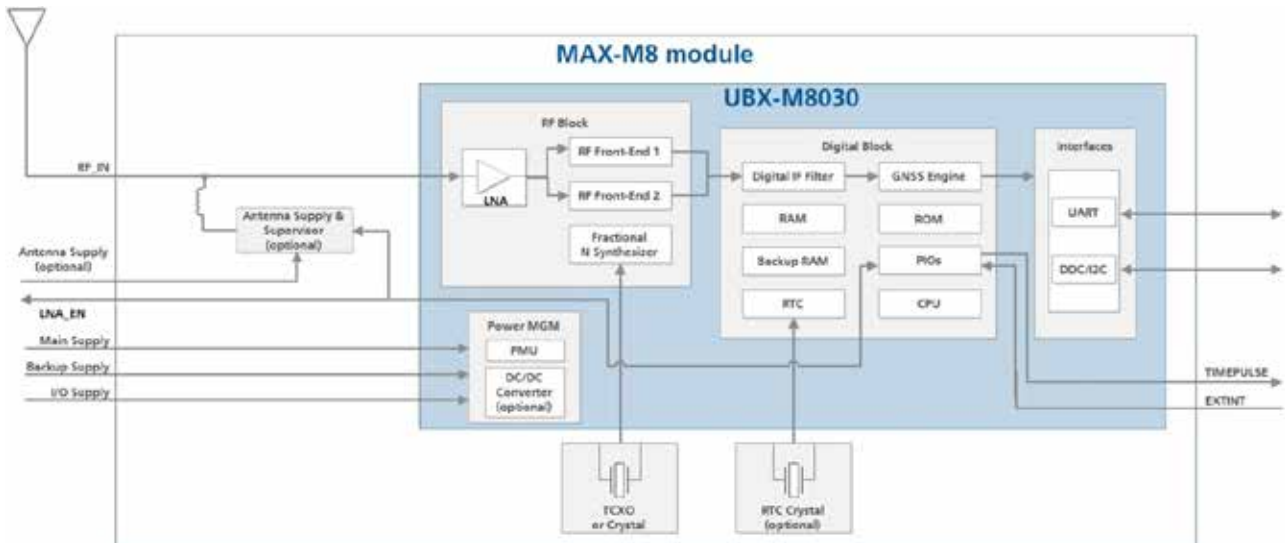 MAX-M8 module
UBX-M8030
RF Block
RF_IN
LNA
RF Front-End 1
RF Front-End 2
Fractional
N Synthesizer
Antenna Supply &
Supervisor
(optional)
Antenna Supply
(optional)
LNA_EN
Digital Block
Digital IF Filter
GNSS Engine
RAM
ROM
Backup RAM
PIOs
RTC
CPU
Interfaces
UART
DDC/I2C
Power MGM
PMU
DC/DC
Converter
(optional)
Main Supply
Backup Supply
I/O Supply
TIMEPULSE
EXTINT
TCXO
or Crystal
RTC Crystal
(optional)